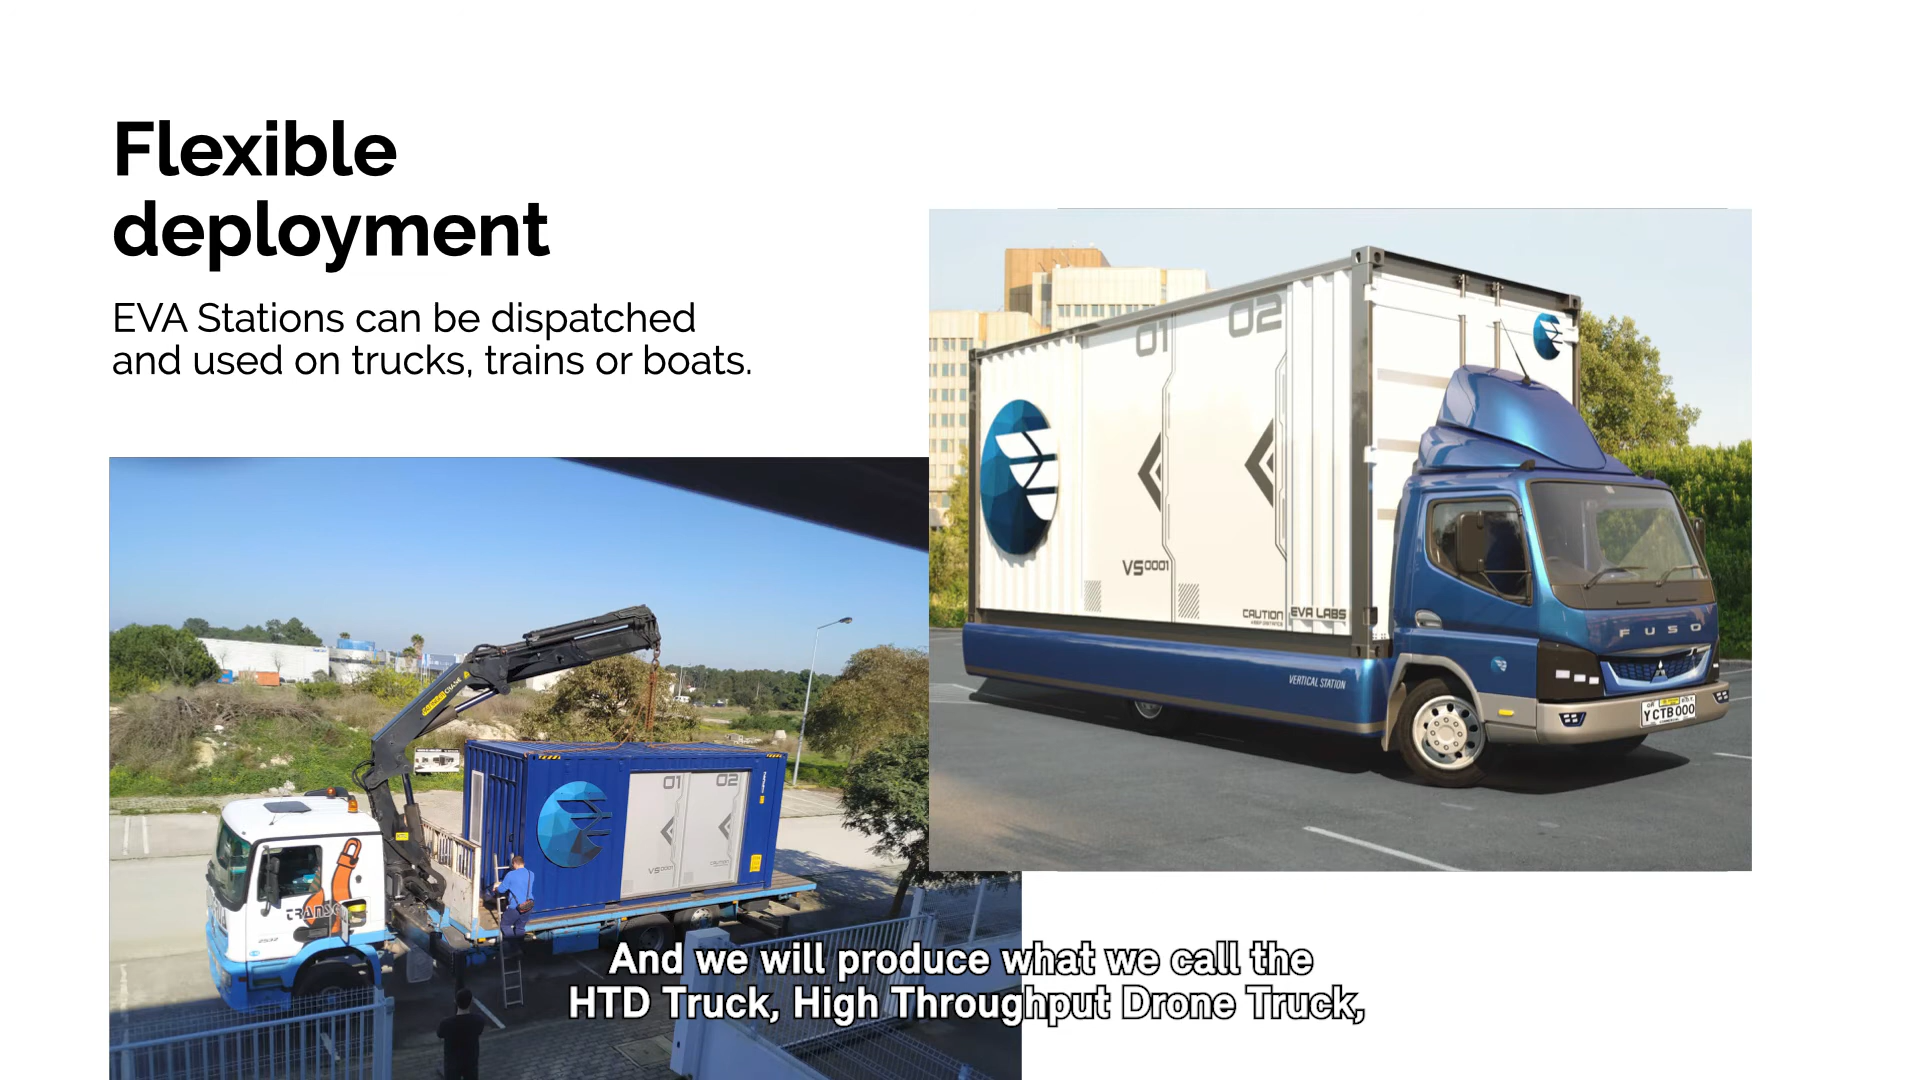 Flexible
deployment
EVA Stations can be dispatched
and used on trucks, trains or boats.
01
02
VS0001
CAUTION
EVA LABS
VERTICAL STATION
FUSO
YCTB000
01
02
VS0001
2532
And we will produce what we call the
HTD Truck, High Throughput Drone Truck,